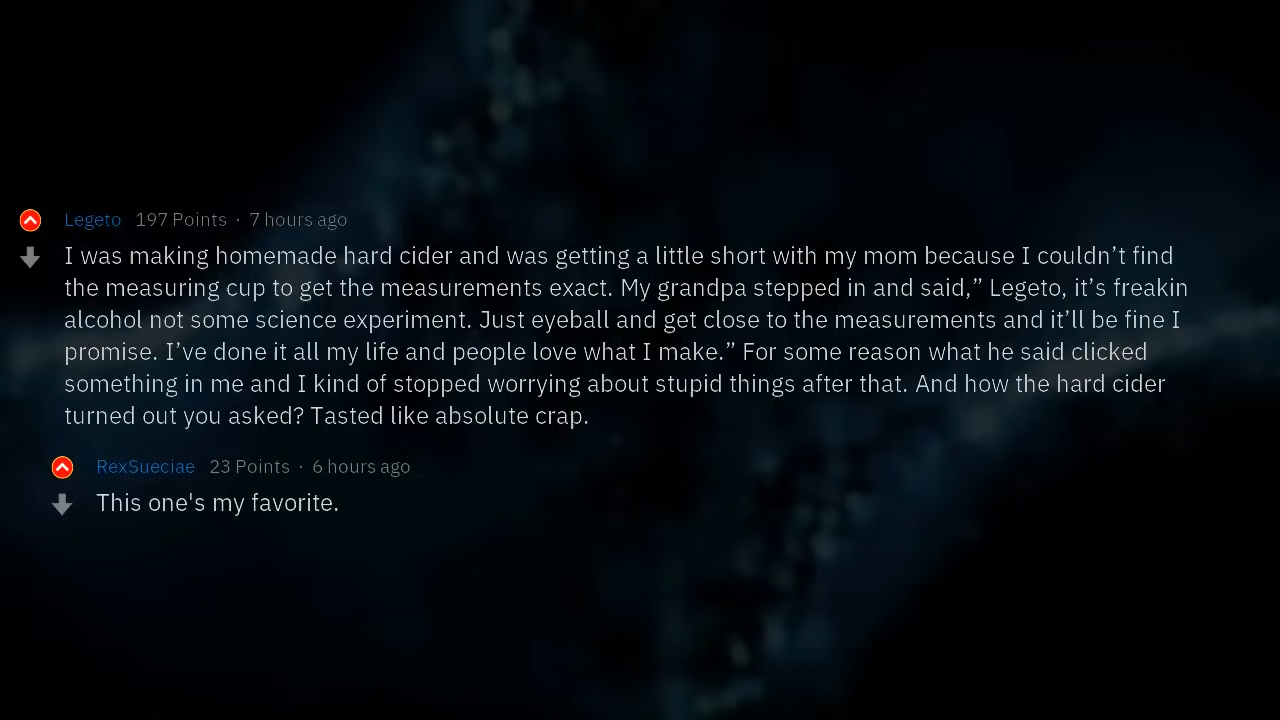 Legeto 197 Points · 7 hours ago
I was making homemade hard cider and was getting a little short with my mom because I couldn’t find
the measuring cup to get the measurements exact. My grandpa stepped in and said,” Legeto, it’s freakin
alcohol not some science experiment. Just eyeball and get close to the measurements and it’ll be fine I
promise. I’ve done it all my life and people love what I make.” For some reason what he said clicked
something in me and I kind of stopped worrying about stupid things after that. And how the hard cider
turned out you asked? Tasted like absolute crap.
RexSueciae 23 Points · 6 hours ago
This one's my favorite.